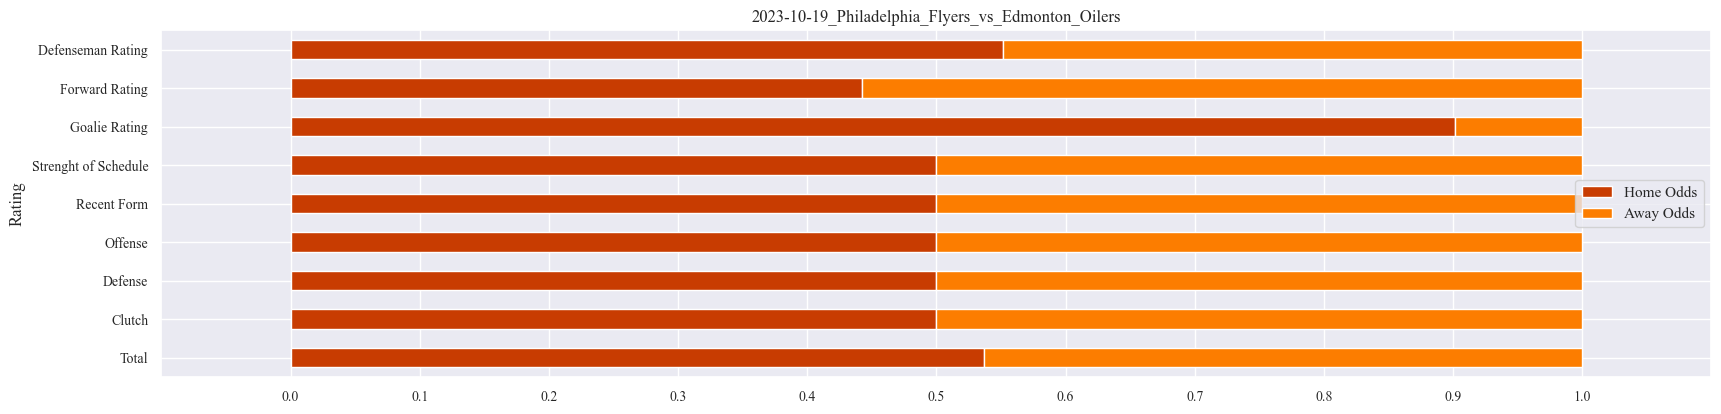 2023-10-19_Philadelphia_Flyers_vs_Edmonton_Oilers
Rating
Defenseman Rating
Forward Rating
Goalie Rating
Strenght of Schedule
Recent Form
Offense
Defense
Clutch
Total
Home Odds
Away Odds
0.0 0.1 0.2 0.3 0.4 0.5 0.6 0.7 0.8 0.9 1.0